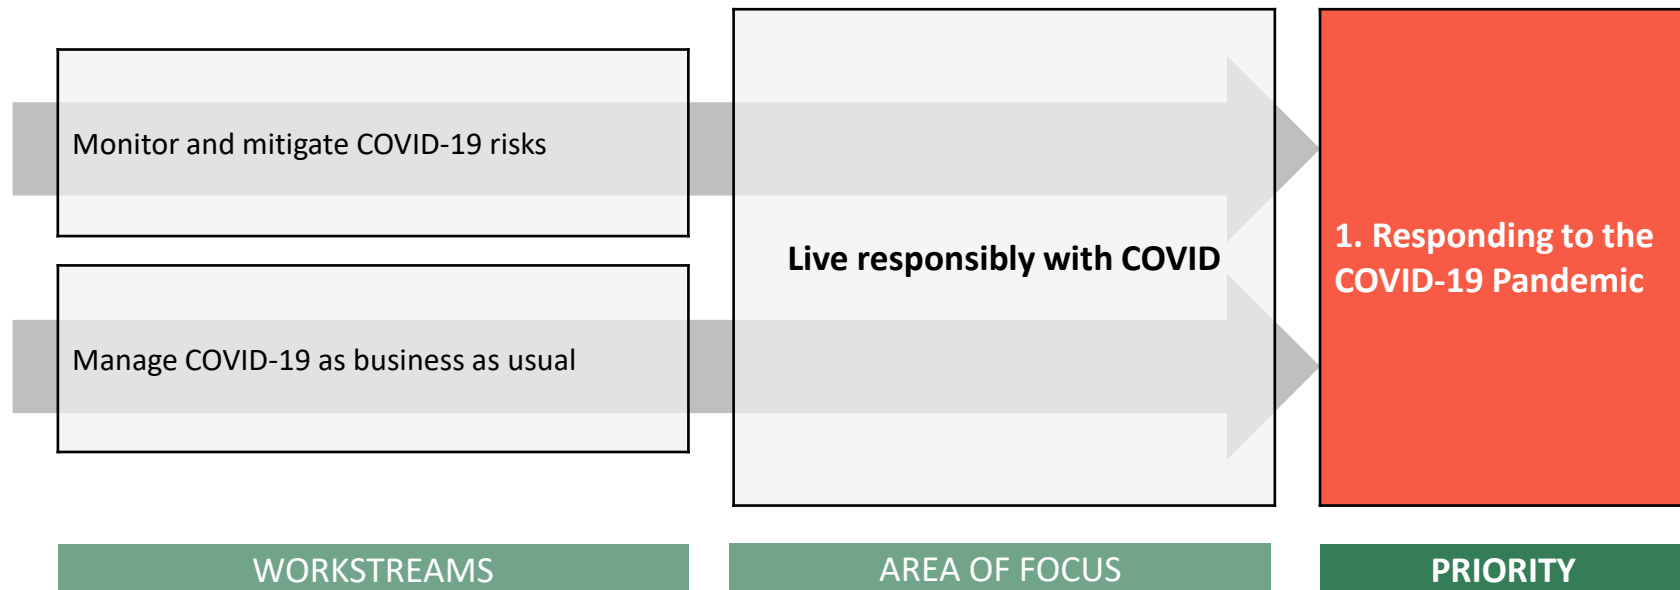 Monitor and mitigate COVID-19 risks
Manage COVID-19 as business as usual
Live responsibly with COVID
1. Responding to the
COVID-19 Pandemic
WORKSTREAMS
AREA OF FOCUS
PRIORITY